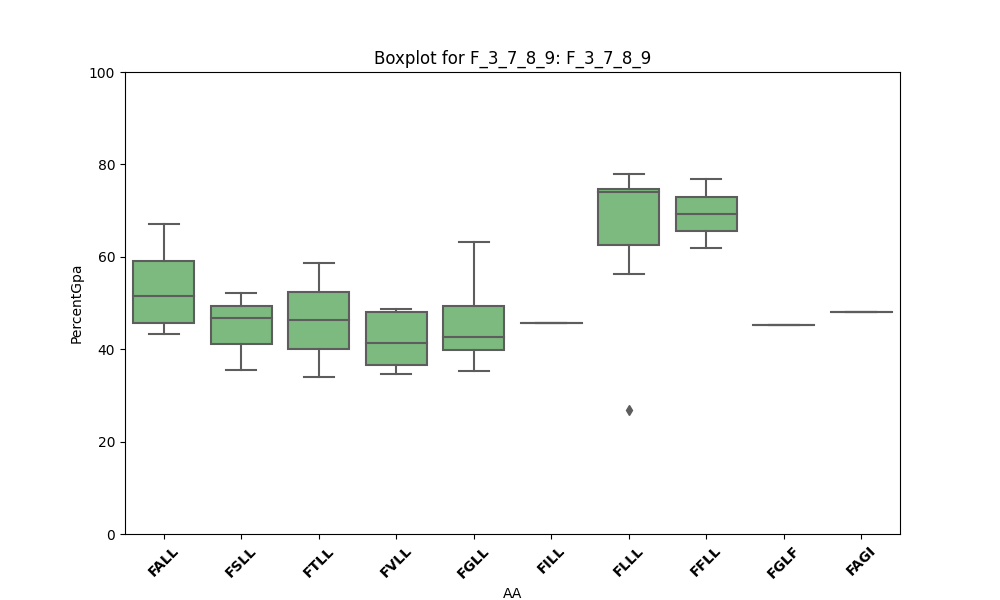 Boxplot for F_3_7_8_9: F_3_7_8_9
100
80
60
40
20
0
PercentGpa
FALL
FSLL
FTLL
FVLL
FGLL
FILL
FLLL
FFLL
FGLF
FAGI
AA